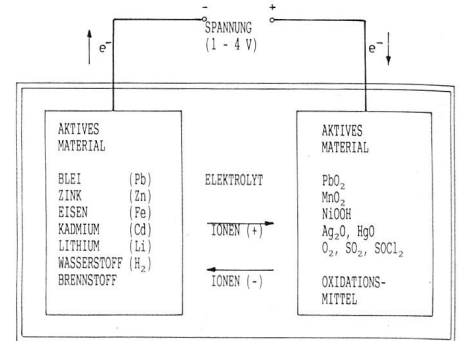 - +
SPANNUNG
(1 - 4 V)
e⁻ e⁻
AKTIVES
MATERIAL
BLEI (Pb)
ZINK (Zn)
EISEN (Fe)
KADMIUM (Cd)
LITHIUM (Li)
WASSERSTOFF (H₂)
BRENNSTOFF
ELEKTROLYT
IONEN (+)
IONEN (-)
AKTIVES
MATERIAL
PbO₂
MnO₂
NiOOH
Ag₂O, HgO
O₂, SO₂, SOCl₂
OXIDATIONS-
MITTEL